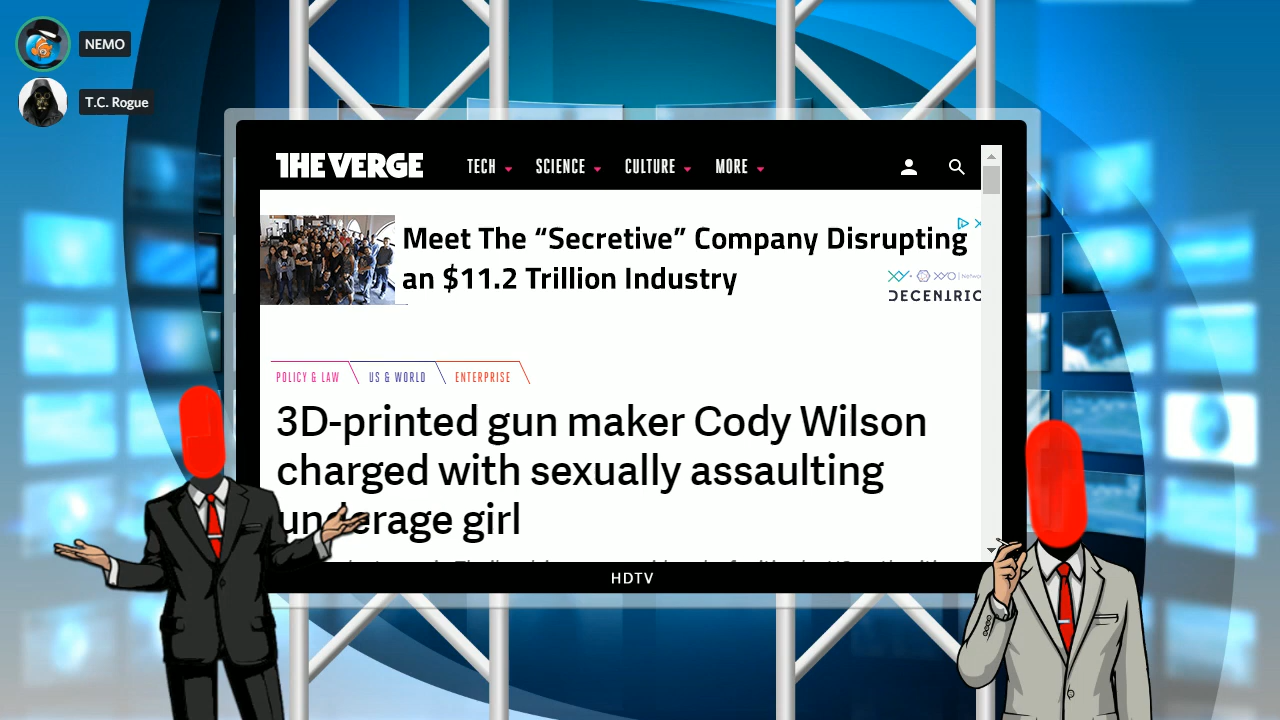 NEMO
T.C. Rogue
THE VERGE TECH SCIENCE CULTURE MORE
Meet The “Secretive” Company Disrupting
an $11.2 Trillion Industry
XYO
DECENTRIC
POLICY & LAW US & WORLD ENTERPRISE
3D-printed gun maker Cody Wilson
charged with sexually assaulting
underage girl
HDTV